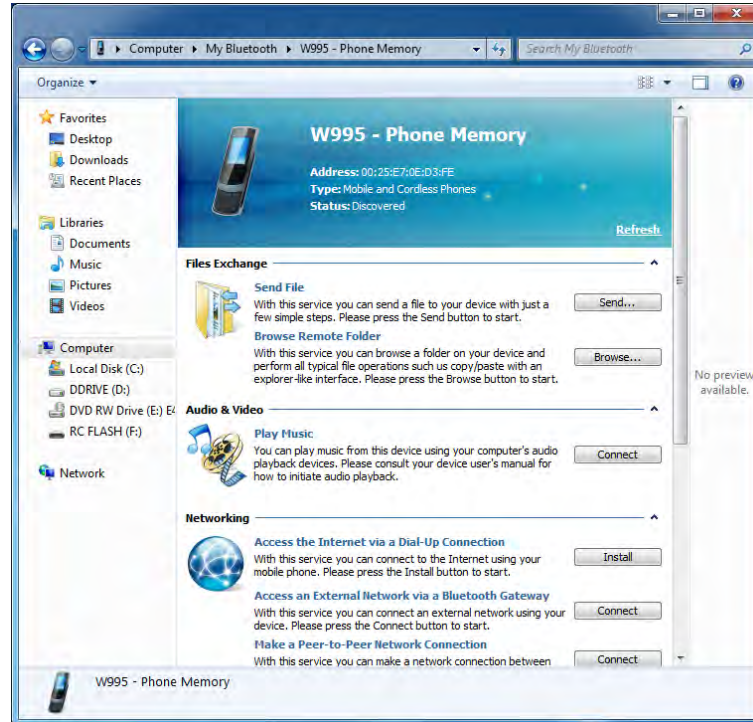 Computer ▸ My Bluetooth ▸ W995 - Phone Memory
Search My Bluetooth
Organize
Favorites
Desktop
Downloads
Recent Places
Libraries
Documents
Music
Pictures
Videos
Computer
Local Disk (C:)
DDRIVE (D:)
DVD RW Drive (E:) E4
RC FLASH (F:)
Network
W995 - Phone Memory
Address: 00:25:E7:0E:D3:FE
Type: Mobile and Cordless Phones
Status: Discovered
Refresh
Files Exchange
Send File
With this service you can send a file to your device with just a
few simple steps. Please press the Send button to start.
Send...
Browse Remote Folder
With this service you can browse a folder on your device and
perform all typical file operations such us copy/paste with an
explorer-like interface. Please press the Browse button to start.
Browse...
Audio & Video
Play Music
You can play music from this device using your computer's audio
playback devices. Please consult your device user's manual for
how to initiate audio playback.
Connect
Networking
Access the Internet via a Dial-Up Connection
With this service you can connect to the Internet using your
mobile phone. Please press the Install button to start.
Install
Access an External Network via a Bluetooth Gateway
With this service you can connect an external network using your
device. Please press the Connect button to start.
Connect
Make a Peer-to-Peer Network Connection
With this service you can make a network connection between
Connect
No preview
available.
W995 - Phone Memory